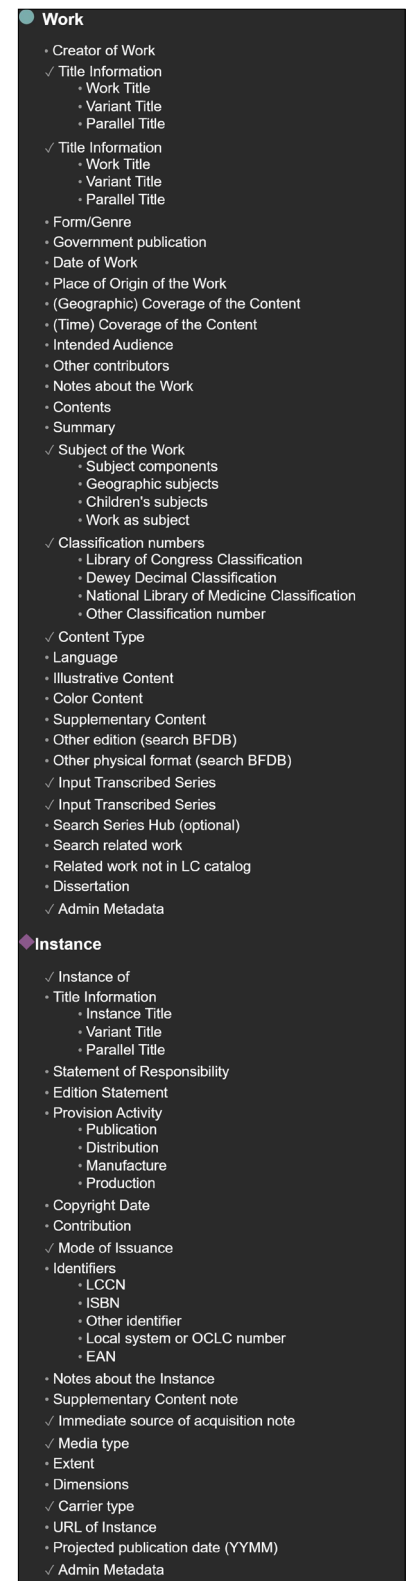 Work
• Creator of Work
✓ Title Information
• Work Title
• Variant Title
• Parallel Title
✓ Title Information
• Work Title
• Variant Title
• Parallel Title
• Form/Genre
• Government publication
• Date of Work
• Place of Origin of the Work
• (Geographic) Coverage of the Content
• (Time) Coverage of the Content
• Intended Audience
• Other contributors
• Notes about the Work
• Contents
• Summary
✓ Subject of the Work
• Subject components
• Geographic subjects
• Children's subjects
• Work as subject
✓ Classification numbers
• Library of Congress Classification
• Dewey Decimal Classification
• National Library of Medicine Classification
• Other Classification number
✓ Content Type
• Language
• Illustrative Content
• Color Content
• Supplementary Content
• Other edition (search BFDB)
• Other physical format (search BFDB)
✓ Input Transcribed Series
✓ Input Transcribed Series
• Search Series Hub (optional)
• Search related work
• Related work not in LC catalog
• Dissertation
✓ Admin Metadata
Instance
✓ Instance of
• Title Information
• Instance Title
• Variant Title
• Parallel Title
• Statement of Responsibility
• Edition Statement
• Provision Activity
• Publication
• Distribution
• Manufacture
• Production
• Copyright Date
• Contribution
✓ Mode of Issuance
• Identifiers
• LCCN
• ISBN
• Other identifier
• Local system or OCLC number
• EAN
• Notes about the Instance
• Supplementary Content note
✓ Immediate source of acquisition note
✓ Media type
• Extent
• Dimensions
✓ Carrier type
• URL of Instance
• Projected publication date (YYMM)
✓ Admin Metadata